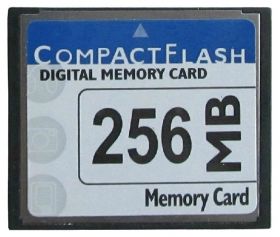 COMPACTFLASH
DIGITAL MEMORY CARD
256 MB
Memory Card